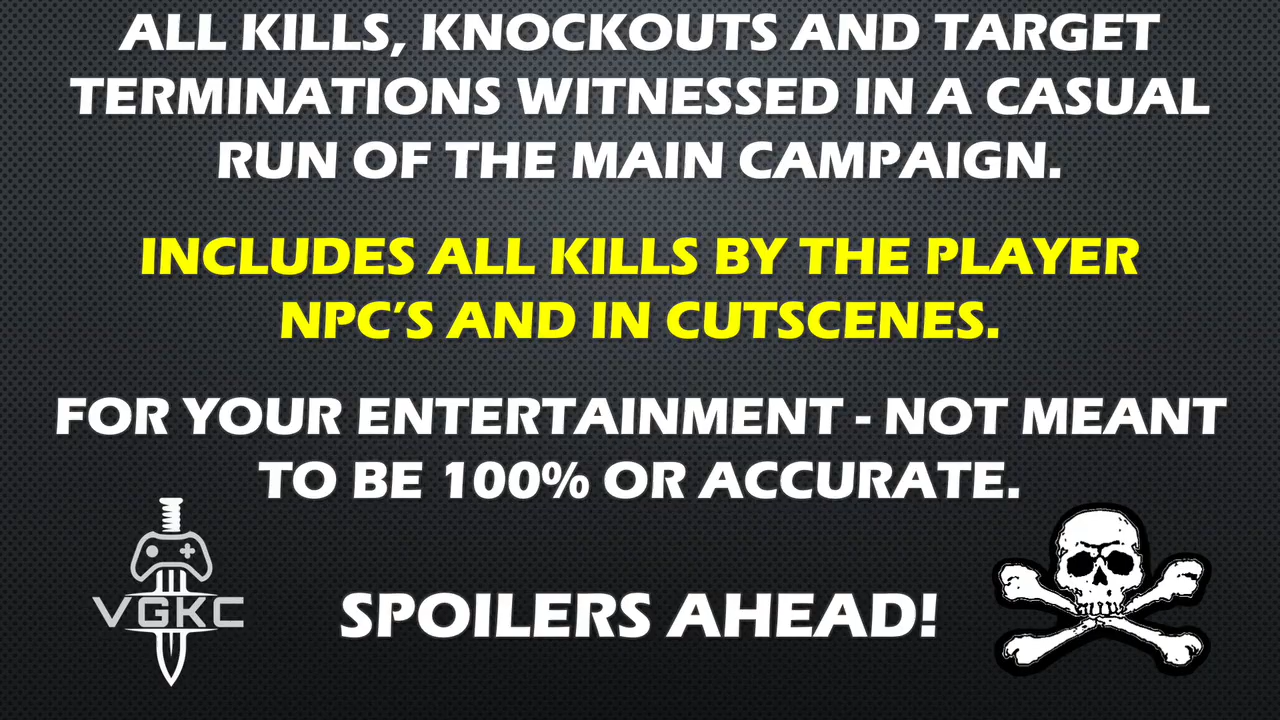 ALL KILLS, KNOCKOUTS AND TARGET
TERMINATIONS WITNESSED IN A CASUAL
RUN OF THE MAIN CAMPAIGN.
INCLUDES ALL KILLS BY THE PLAYER
NPC'S AND IN CUTSCENES.
FOR YOUR ENTERTAINMENT - NOT MEANT
TO BE 100% OR ACCURATE.
VGKC
SPOILERS AHEAD!